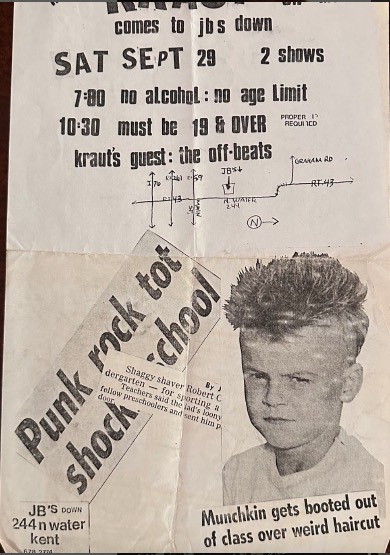 comes to jbs down
SAT SEPT 29 2 shows
7:00 no alcohol: no age limit
10:30 must be 19 & OVER
PROPER
REQUIRED
kraut's guest: the off-beats
GRAHAM RD
JB'S
I 76
RT 43
RT. 43
N. WATER
244
N
Punk rock tot
shock school
By
Shaggy shaver Robert C
dergarten — for sporting a
Teachers said the lad's loony
fellow preschoolers and sent him
door.
JB'S DOWN
244 n water
kent
Munchkin gets booted out
of class over weird haircut